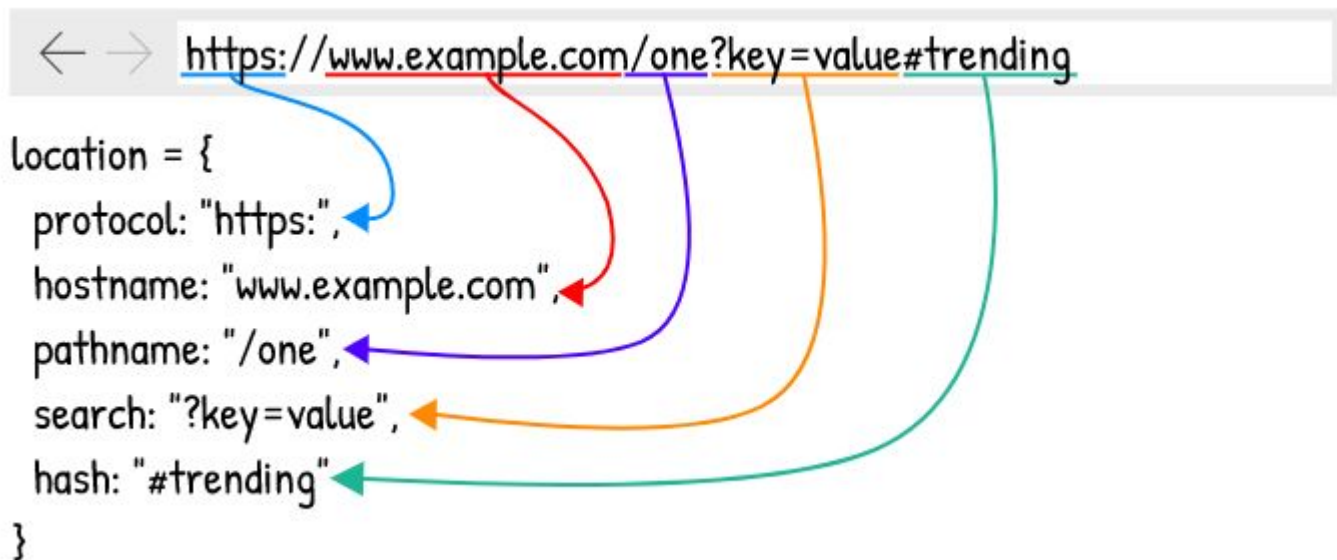 https://www.example.com/one?key=value#trending
location = {
protocol: "https:",
hostname: "www.example.com",
pathname: "/one",
search: "?key=value",
hash: "#trending"
}